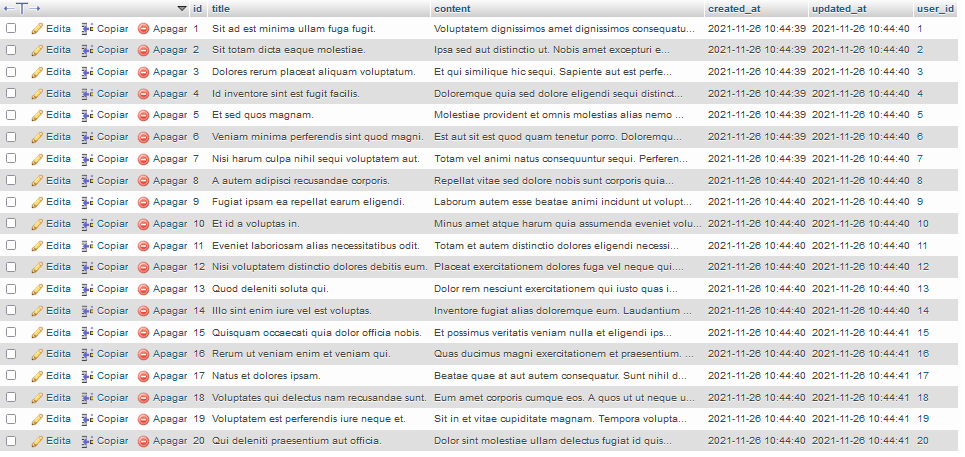 id title content created_at updated_at user_id
Edita Copiar Apagar 1 Sit ad est minima ullam fuga fugit. Voluptatem dignissimos amet dignissimos consequatu... 2021-11-26 10:44:39 2021-11-26 10:44:40 1
Edita Copiar Apagar 2 Sit totam dicta eaque molestiae. Ipsa sed aut distinctio ut. Nobis amet excepturi e... 2021-11-26 10:44:39 2021-11-26 10:44:40 2
Edita Copiar Apagar 3 Dolores rerum placeat aliquam voluptatum. Et qui similique hic sequi. Sapiente aut est perfe... 2021-11-26 10:44:39 2021-11-26 10:44:40 3
Edita Copiar Apagar 4 Id inventore sint est fugit facilis. Doloremque quia sed dolore eligendi sequi distinct... 2021-11-26 10:44:39 2021-11-26 10:44:40 4
Edita Copiar Apagar 5 Et sed quos magnam. Molestiae provident et omnis molestias alias nemo ... 2021-11-26 10:44:39 2021-11-26 10:44:40 5
Edita Copiar Apagar 6 Veniam minima perferendis sint quod magni. Est aut sit est quod quam tenetur porro. Doloremqu... 2021-11-26 10:44:39 2021-11-26 10:44:40 6
Edita Copiar Apagar 7 Nisi harum culpa nihil sequi voluptatem aut. Totam vel animi natus consequuntur sequi. Perferen... 2021-11-26 10:44:39 2021-11-26 10:44:40 7
Edita Copiar Apagar 8 A autem adipisci recusandae corporis. Repellat vitae sed dolore nobis sunt corporis quia... 2021-11-26 10:44:40 2021-11-26 10:44:40 8
Edita Copiar Apagar 9 Fugiat ipsam ea repellat earum eligendi. Laborum autem esse beatae animi incidunt ut volupt... 2021-11-26 10:44:40 2021-11-26 10:44:40 9
Edita Copiar Apagar 10 Et id a voluptas in. Minus amet atque harum quia assumenda eveniet volu... 2021-11-26 10:44:40 2021-11-26 10:44:40 10
Edita Copiar Apagar 11 Eveniet laboriosam alias necessitatibus odit. Totam et autem distinctio dolores eligendi necessi... 2021-11-26 10:44:40 2021-11-26 10:44:40 11
Edita Copiar Apagar 12 Nisi voluptatem distinctio dolores debitis eum. Placeat exercitationem dolores fuga vel neque qui.... 2021-11-26 10:44:40 2021-11-26 10:44:40 12
Edita Copiar Apagar 13 Quod deleniti soluta qui. Dolor rem nesciunt exercitationem qui iusto quas i... 2021-11-26 10:44:40 2021-11-26 10:44:40 13
Edita Copiar Apagar 14 Illo sint enim iure vel est voluptas. Inventore fugiat alias doloremque eum. Laudantium ... 2021-11-26 10:44:40 2021-11-26 10:44:40 14
Edita Copiar Apagar 15 Quisquam occaecati quia dolor officia nobis. Et possimus veritatis veniam nulla et eligendi ips... 2021-11-26 10:44:40 2021-11-26 10:44:41 15
Edita Copiar Apagar 16 Rerum ut veniam enim et veniam qui. Quas ducimus magni exercitationem et praesentium. ... 2021-11-26 10:44:40 2021-11-26 10:44:41 16
Edita Copiar Apagar 17 Natus et dolores ipsam. Beatae quae at aut autem consequatur. Sunt nihil d... 2021-11-26 10:44:40 2021-11-26 10:44:41 17
Edita Copiar Apagar 18 Voluptates qui delectus nam recusandae sunt. Eum amet corporis cumque eos. A quos ut ut neque u... 2021-11-26 10:44:40 2021-11-26 10:44:41 18
Edita Copiar Apagar 19 Voluptatem est perferendis iure neque et. Sit in et vitae cupiditate magnam. Tempora volupta... 2021-11-26 10:44:40 2021-11-26 10:44:41 19
Edita Copiar Apagar 20 Qui deleniti praesentium aut officia. Dolor sint molestiae ullam delectus fugiat id quis... 2021-11-26 10:44:40 2021-11-26 10:44:41 20